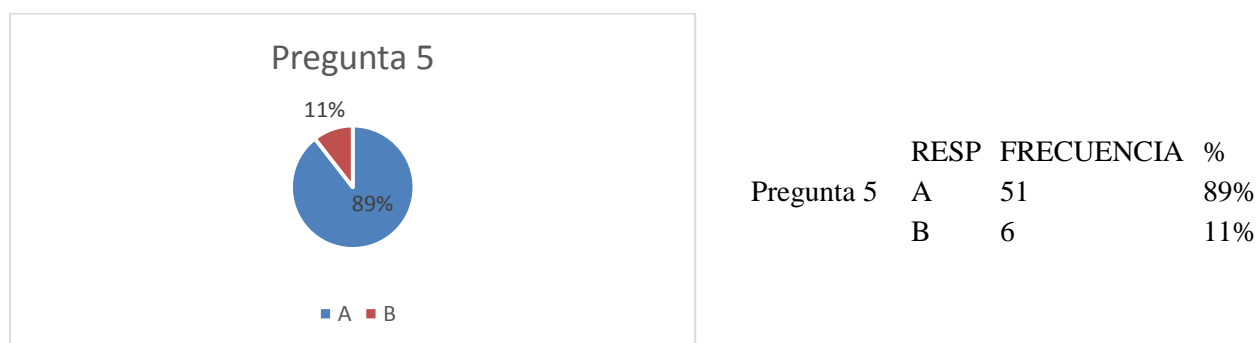 Pregunta 5
11%
89%
A B
RESP FRECUENCIA %
Pregunta 5 A 51 89%
B 6 11%